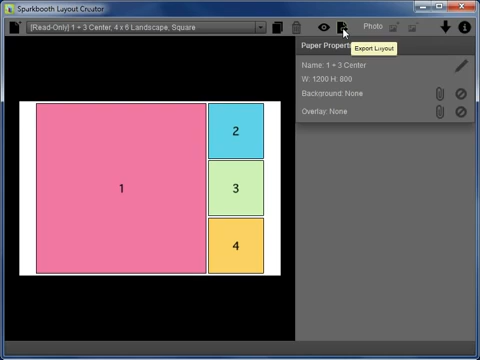 Sparkbooth Layout Creator
[Read-Only] 1 + 3 Center, 4 x 6 Landscape, Square
Photo
Export Layout
Paper Propert
Name: 1 + 3 Center
W: 1200 H: 800
Background: None
Overlay: None
1
2
3
4